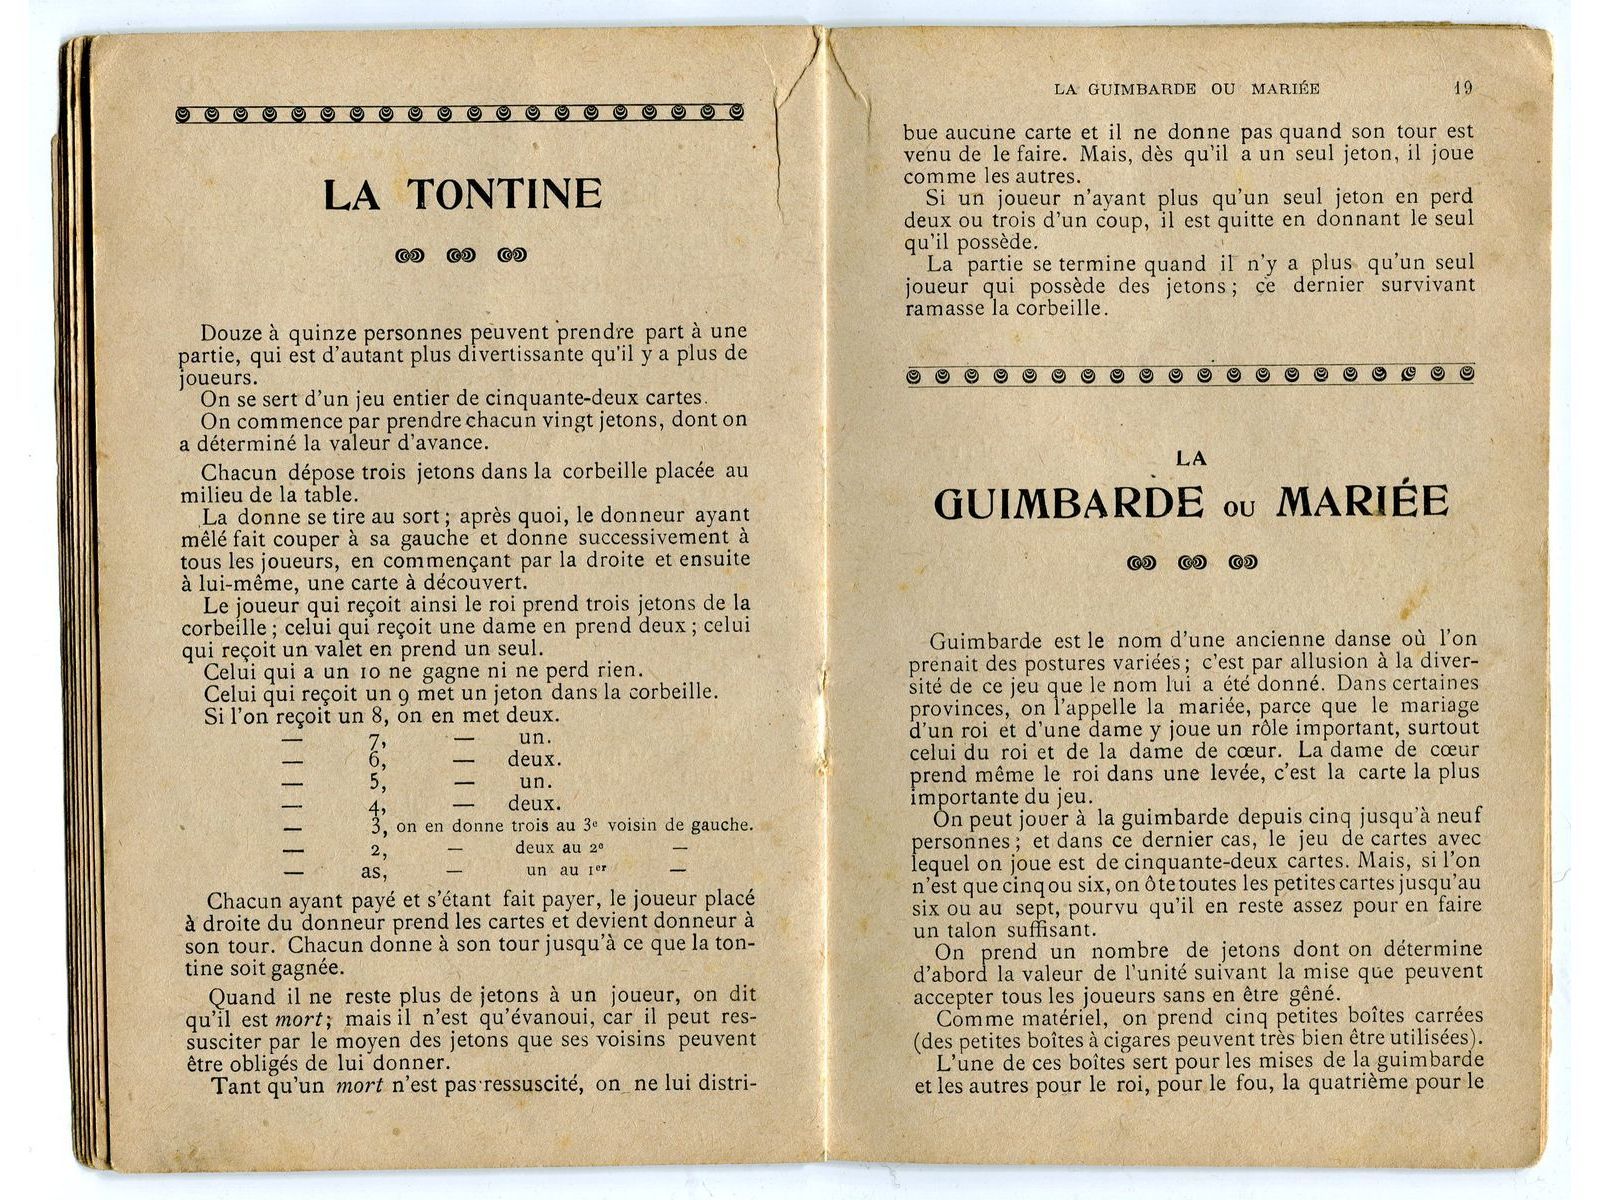 LA TONTINE
Douze à quinze personnes peuvent prendre part à une
partie, qui est d'autant plus divertissante qu'il y a plus de
joueurs.
On se sert d'un jeu entier de cinquante-deux cartes.
On commence par prendre chacun vingt jetons, dont on
a déterminé la valeur d'avance.
Chacun dépose trois jetons dans la corbeille placée au
milieu de la table.
La donne se tire au sort ; après quoi, le donneur ayant
mêlé fait couper à sa gauche et donne successivement à
tous les joueurs, en commençant par la droite et ensuite
à lui-même, une carte à découvert.
Le joueur qui reçoit ainsi le roi prend trois jetons de la
corbeille ; celui qui reçoit une dame en prend deux ; celui
qui reçoit un valet en prend un seul.
Celui qui a un 10 ne gagne ni ne perd rien.
Celui qui reçoit un 9 met un jeton dans la corbeille.
Si l'on reçoit un 8, on en met deux.
— 7, — un.
— 6, — deux.
— 5, — un.
— 4, — deux.
— 3, on en donne trois au 3e voisin de gauche.
— 2, — deux au 2e —
— as, — un au 1er —
Chacun ayant payé et s'étant fait payer, le joueur placé
à droite du donneur prend les cartes et devient donneur à
son tour. Chacun donne à son tour jusqu'à ce que la ton-
tine soit gagnée.
Quand il ne reste plus de jetons à un joueur, on dit
qu'il est mort ; mais il n'est qu'évanoui, car il peut res-
susciter par le moyen des jetons que ses voisins peuvent
être obligés de lui donner.
Tant qu'un mort n'est pas ressuscité, on ne lui distri-
LA GUIMBARDE OU MARIÉE 19
bue aucune carte et il ne donne pas quand son tour est
venu de le faire. Mais, dès qu'il a un seul jeton, il joue
comme les autres.
Si un joueur n'ayant plus qu'un seul jeton en perd
deux ou trois d'un coup, il est quitte en donnant le seul
qu'il possède.
La partie se termine quand il n'y a plus qu'un seul
joueur qui possède des jetons ; ce dernier survivant
ramasse la corbeille.
LA
GUIMBARDE OU MARIÉE
Guimbarde est le nom d'une ancienne danse où l'on
prenait des postures variées ; c'est par allusion à la diver-
sité de ce jeu que le nom lui a été donné. Dans certaines
provinces, on l'appelle la mariée, parce que le mariage
d'un roi et d'une dame y joue un rôle important, surtout
celui du roi et de la dame de cœur. La dame de cœur
prend même le roi dans une levée, c'est la carte la plus
importante du jeu.
On peut jouer à la guimbarde depuis cinq jusqu'à neuf
personnes ; et dans ce dernier cas, le jeu de cartes avec
lequel on joue est de cinquante-deux cartes. Mais, si l'on
n'est que cinq ou six, on ôte toutes les petites cartes jusqu'au
six ou au sept, pourvu qu'il en reste assez pour en faire
un talon suffisant.
On prend un nombre de jetons dont on détermine
d'abord la valeur de l'unité suivant la mise que peuvent
accepter tous les joueurs sans en être gêné.
Comme matériel, on prend cinq petites boîtes carrées
(des petites boîtes à cigares peuvent très bien être utilisées).
L'une de ces boîtes sert pour les mises de la guimbarde
et les autres pour le roi, pour le fou, la quatrième pour le